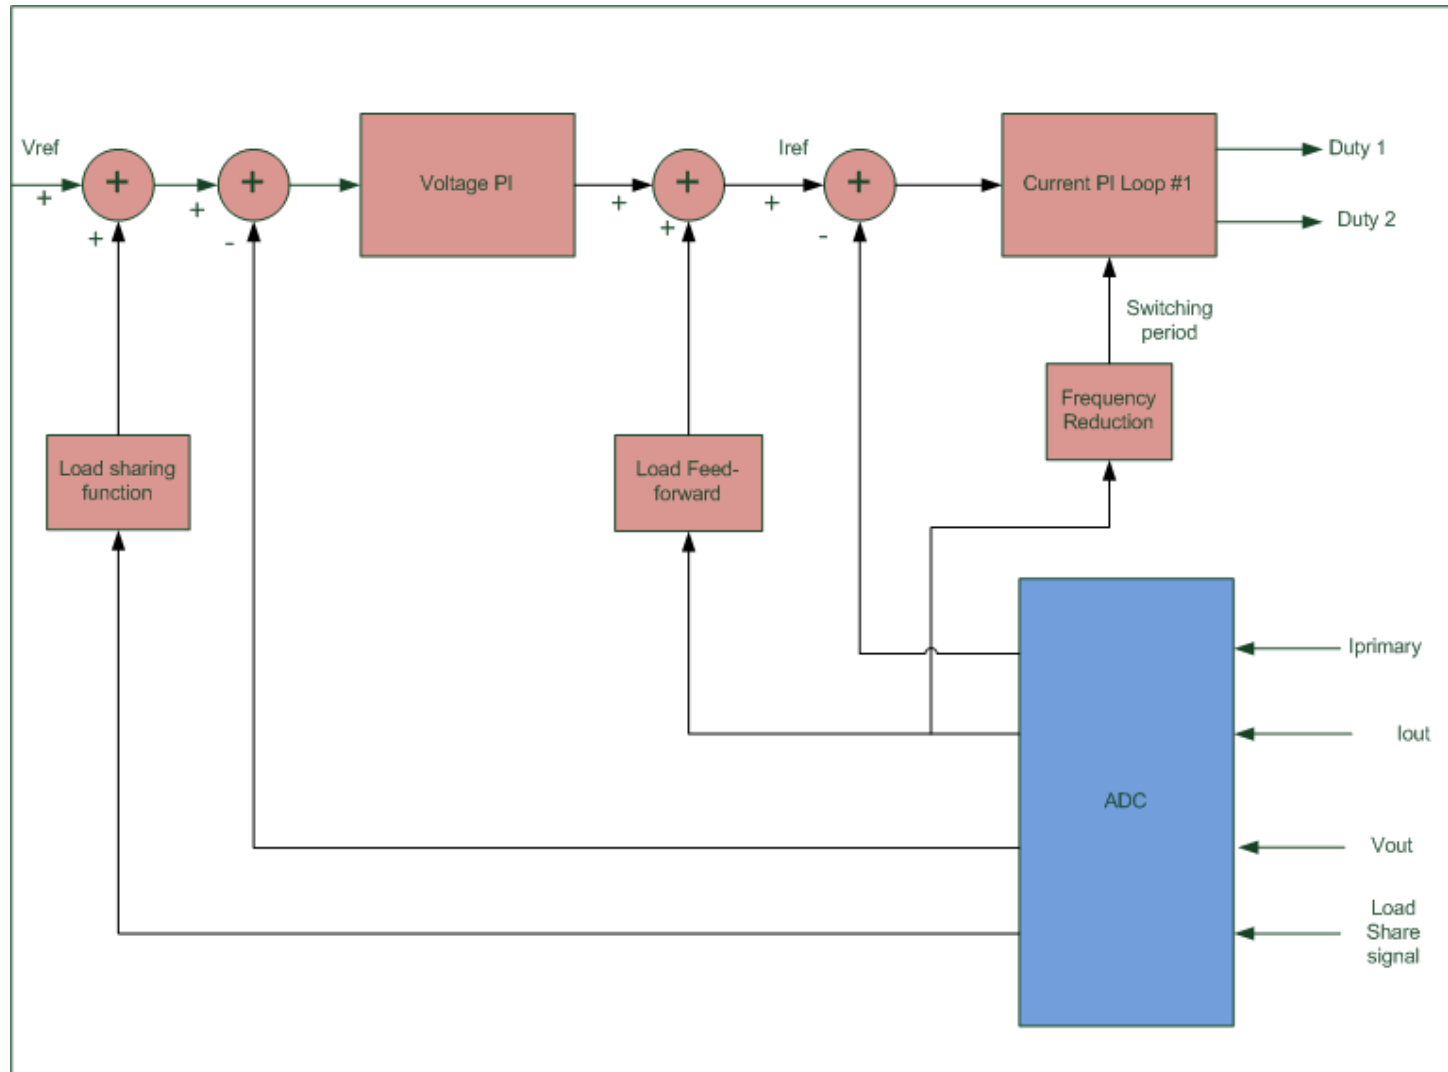 Vref
+
+
+
+
-
+
Voltage PI
+
+
+
Iref
+
-
+
Current PI Loop #1
Duty 1
Duty 2
Switching
period
Frequency
Reduction
Load sharing
function
Load Feed-
forward
ADC
Iprimary
Iout
Vout
Load
Share
signal